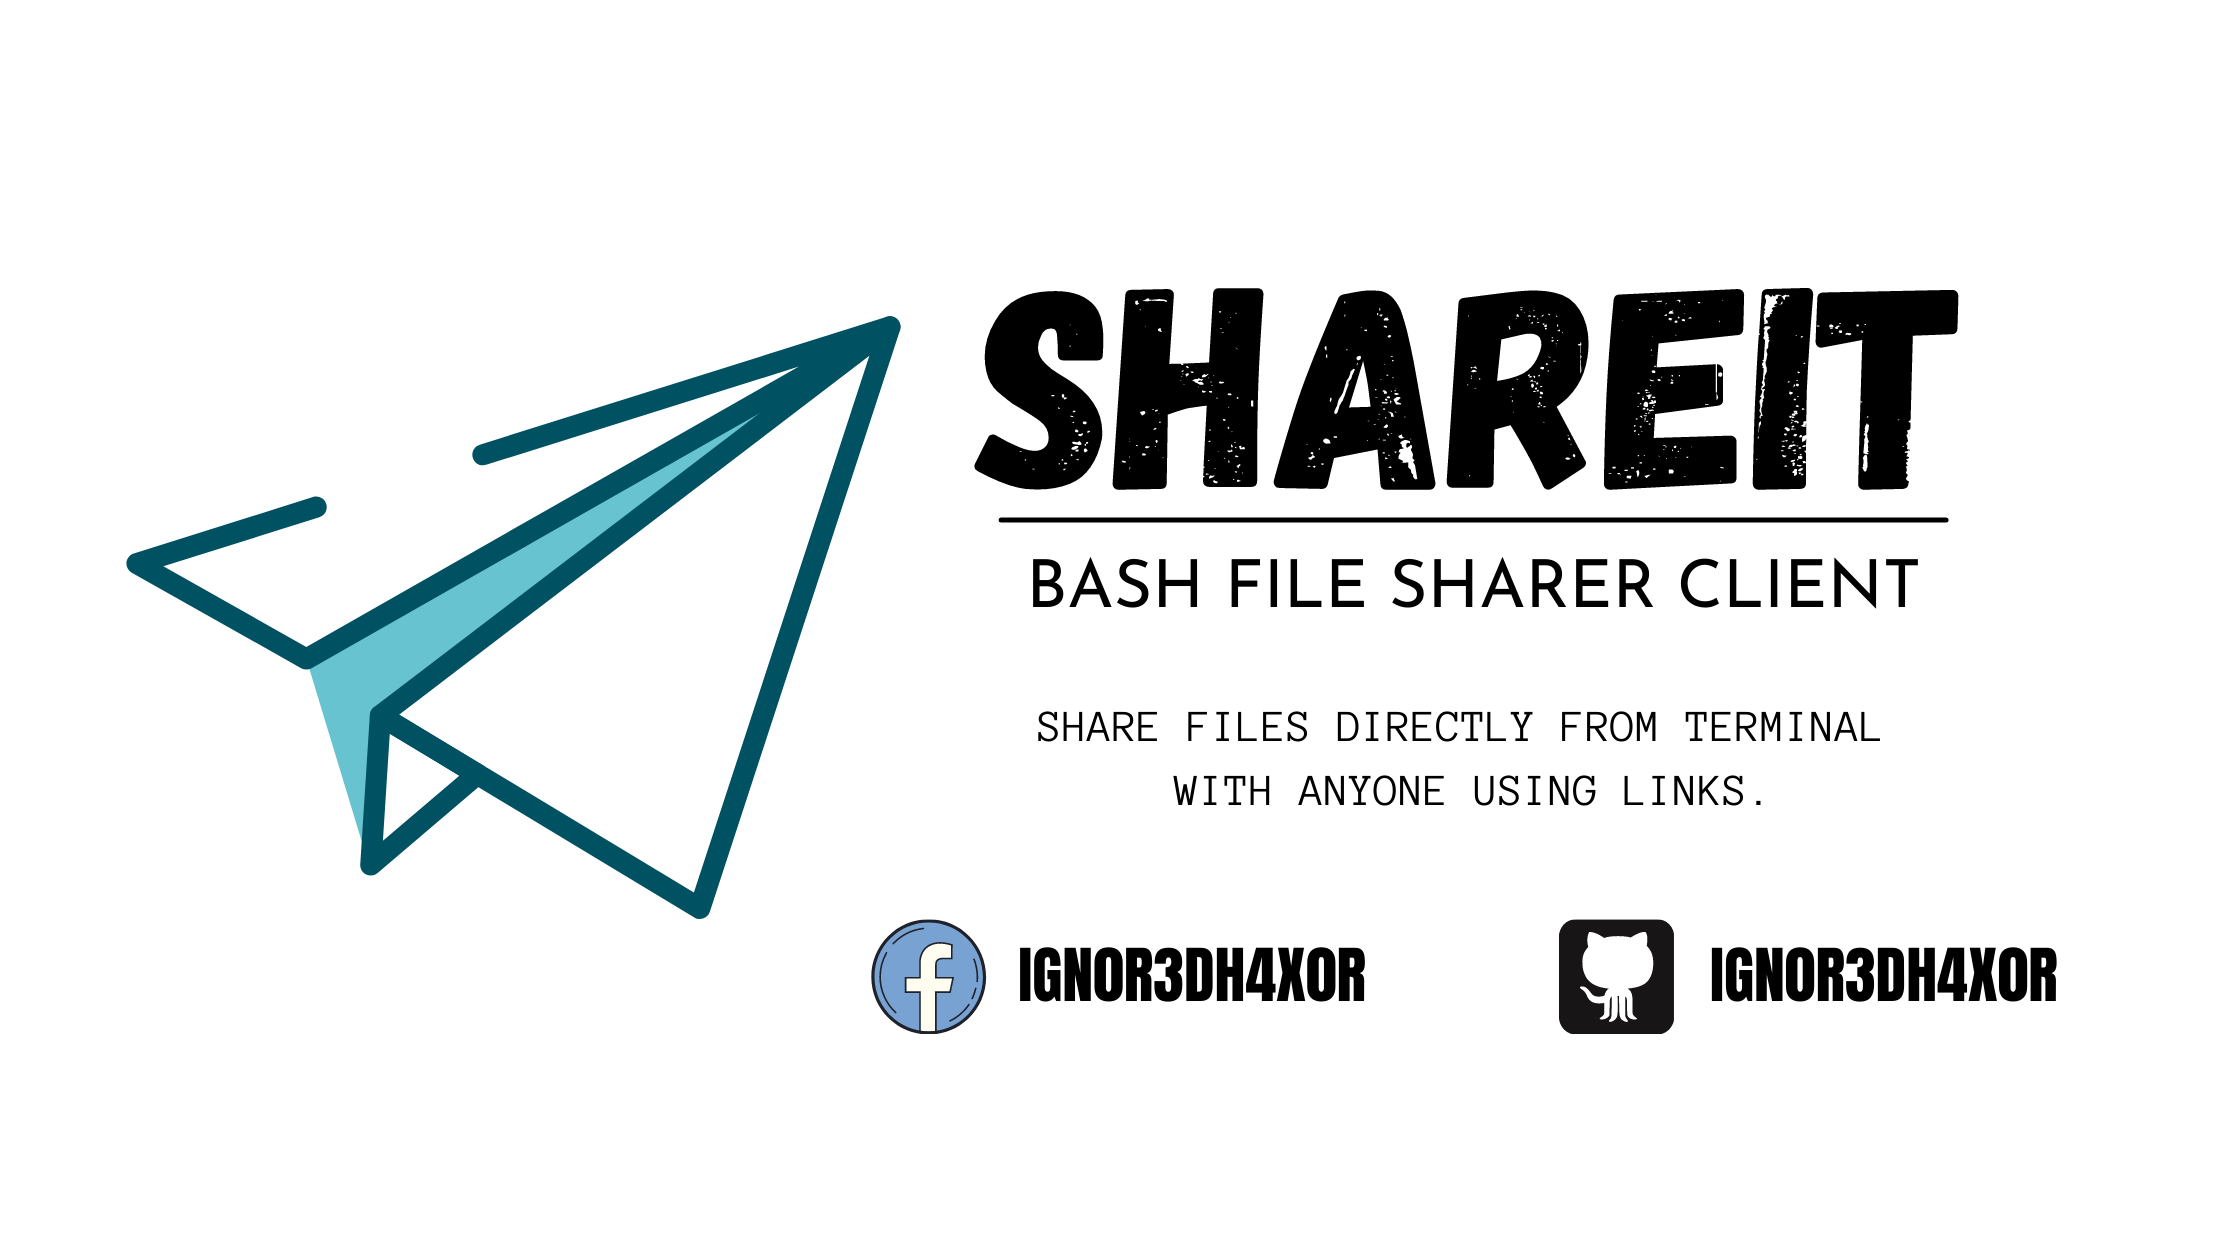 SHAREIT
BASH FILE SHARER CLIENT
SHARE FILES DIRECTLY FROM TERMINAL
WITH ANYONE USING LINKS.
IGNOR3DH4XOR
IGNOR3DH4XOR